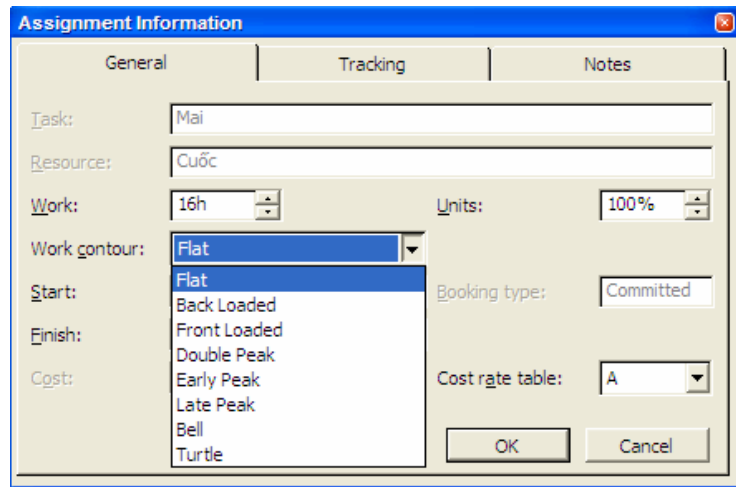 Assignment Information
General Tracking Notes
Task: Mai
Resource: Cuốc
Work: 16h Units: 100%
Work contour: Flat
Flat
Start: Booking type: Committed
Back Loaded
Front Loaded
Finish:
Double Peak
Early Peak
Cost: Cost rate table: A
Late Peak
Bell
OK Cancel
Turtle